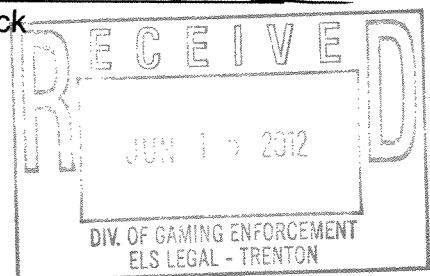 ck
RECEIVED
JUN 1 2012
DIV. OF GAMING ENFORCEMENT
ELS LEGAL - TRENTON